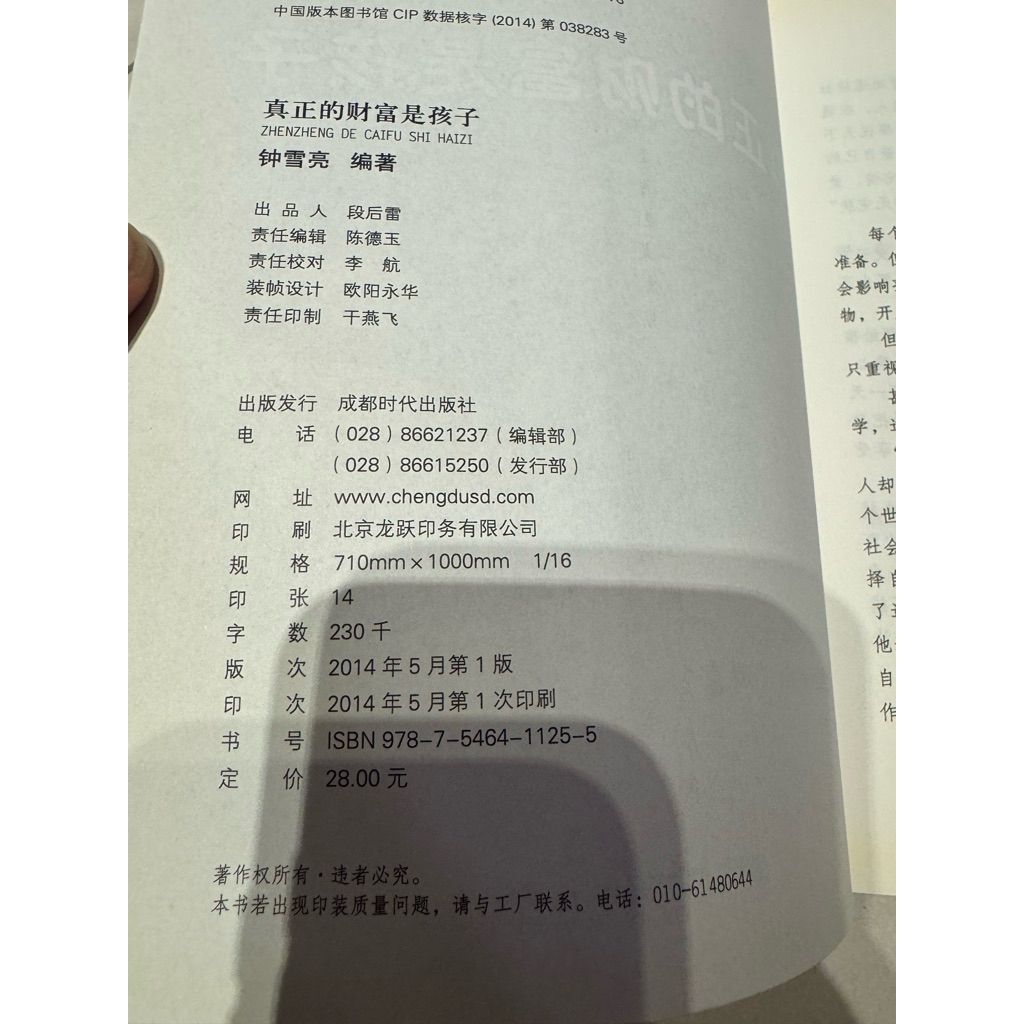 中国版本图书馆 CIP 数据核字 (2014) 第 038283 号
真正的财富是孩子
ZHENZHENG DE CAIFU SHI HAIZI
钟雪亮 编著
出 品 人 段后雷
责任编辑 陈德玉
责任校对 李 航
装帧设计 欧阳永华
责任印制 干燕飞
出版发行 成都时代出版社
电 话 (028)86621237(编辑部)
(028)86615250(发行部)
网 址 www.chengdusd.com
印 刷 北京龙跃印务有限公司
规 格 710mm×1000mm 1/16
印 张 14
字 数 230 千
版 次 2014 年 5 月第 1 版
印 次 2014 年 5 月第 1 次印刷
书 号 ISBN 978-7-5464-1125-5
定 价 28.00 元
著作权所有·违者必究。
本书若出现印装质量问题，请与工厂联系。电话：010-61480644
每个
准备。
会影响
物，开
但
只重视
学，
人却
个世
社会
择自
了
他
自
作